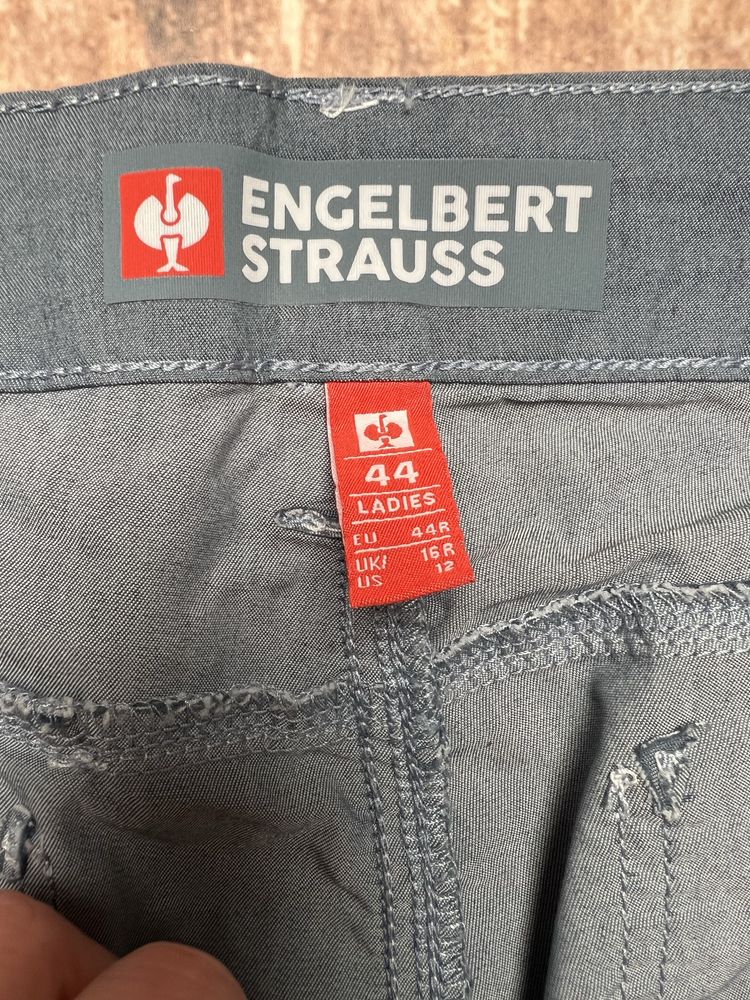 ENGELBERT
STRAUSS
44
LADIES
EU 44R
UK/ 16R
US 12